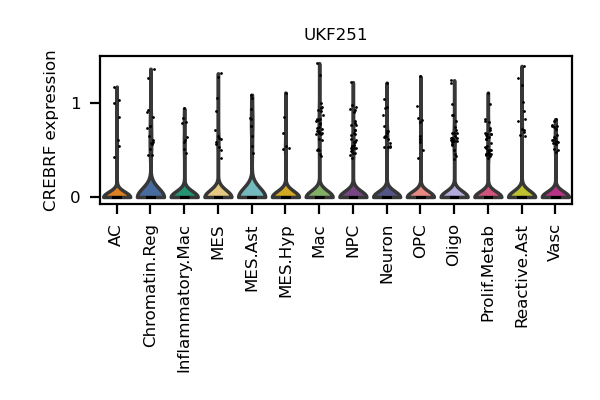 UKF251
CREBRF expression
1
0
AC
Chromatin.Reg
Inflammatory.Mac
MES
MES.Ast
MES.Hyp
Mac
NPC
Neuron
OPC
Oligo
Prolif.Metab
Reactive.Ast
Vasc